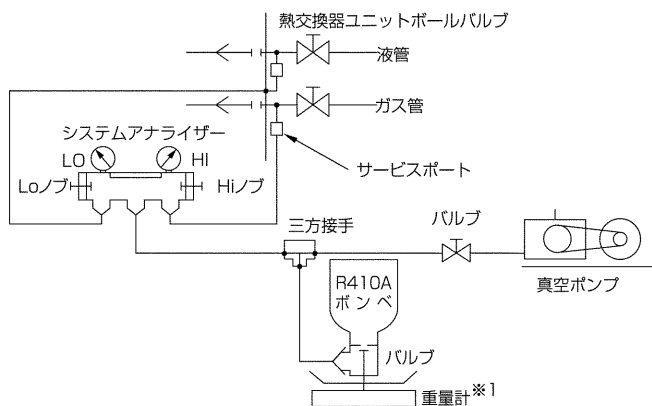 熱交換器ユニットボールバルブ
液管
ガス管
システムアナライザー
LO
HI
Loノブ
Hiノブ
サービスポート
三方接手
バルブ
R410A
ボンベ
真空ポンプ
バルブ
重量計※1